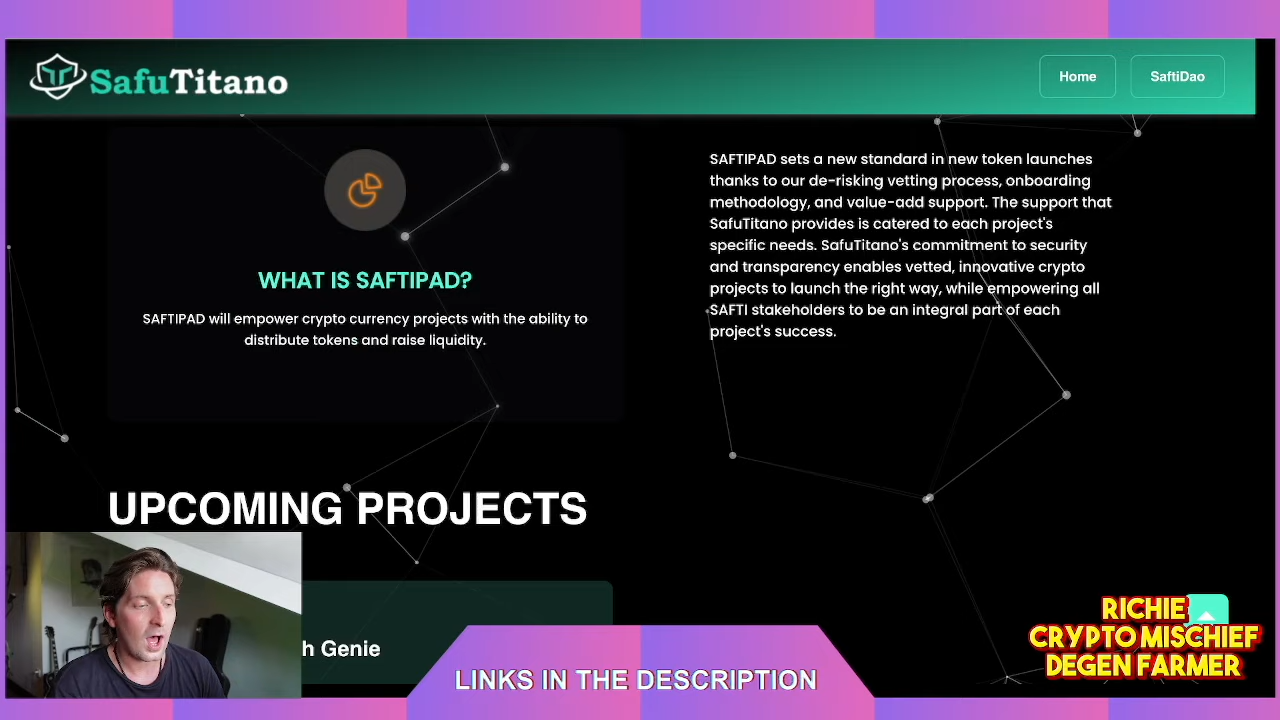 SafuTitano
Home
SaftiDao
WHAT IS SAFTIPAD?
SAFTIPAD will empower crypto currency projects with the ability to
distribute tokens and raise liquidity.
SAFTIPAD sets a new standard in new token launches
thanks to our de-risking vetting process, onboarding
methodology, and value-add support. The support that
SafuTitano provides is catered to each project's
specific needs. SafuTitano's commitment to security
and transparency enables vetted, innovative crypto
projects to launch the right way, while empowering all
SAFTI stakeholders to be an integral part of each
project's success.
UPCOMING PROJECTS
h Genie
LINKS IN THE DESCRIPTION
RICHIE
CRYPTO MISCHIEF
DEGEN FARMER